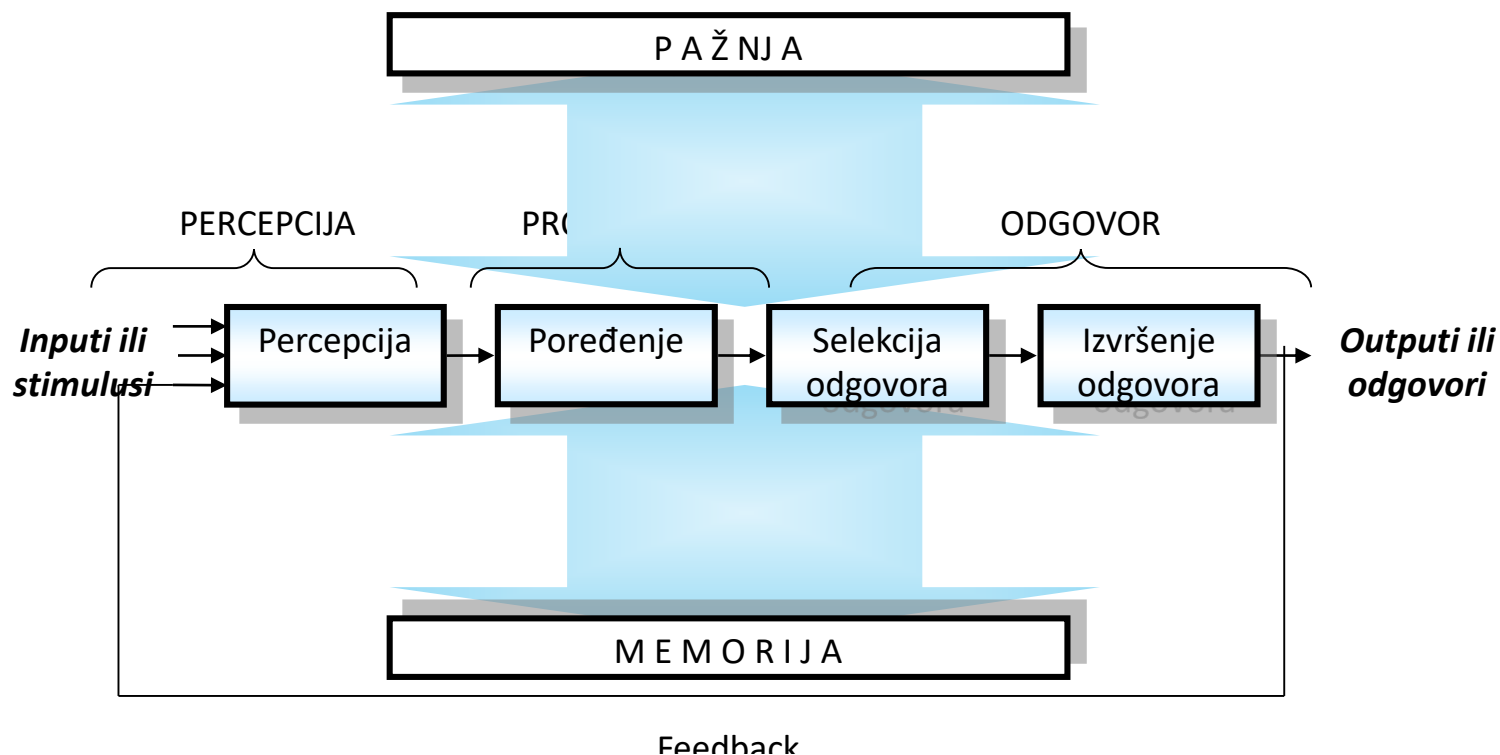 P A Ž NJ A
PERCEPCIJA
ODGOVOR
Inputi ili
stimulusi
Percepcija
Poređenje
Selekcija
odgovora
Izvršenje
odgovora
Outputi ili
odgovori
M E M O R I J A
Feedback